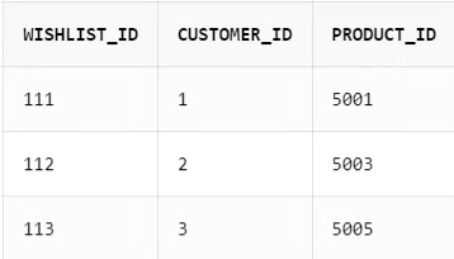 WISHLIST_ID CUSTOMER_ID PRODUCT_ID
111 1 5001
112 2 5003
113 3 5005